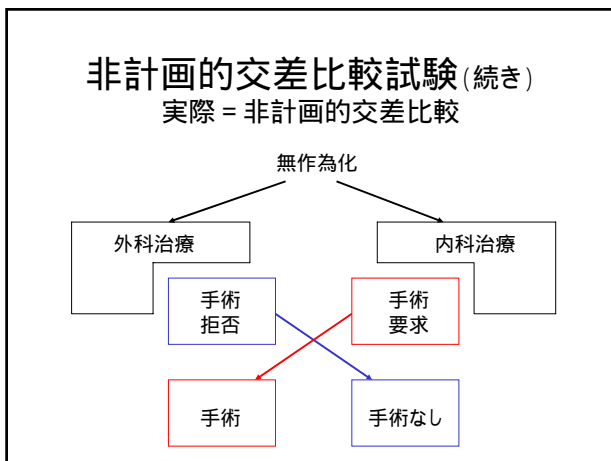 非計画的交差比較試験(続き)
実際 = 非計画的交差比較
無作為化
外科治療
内科治療
手術
拒否
手術
要求
手術
手術なし